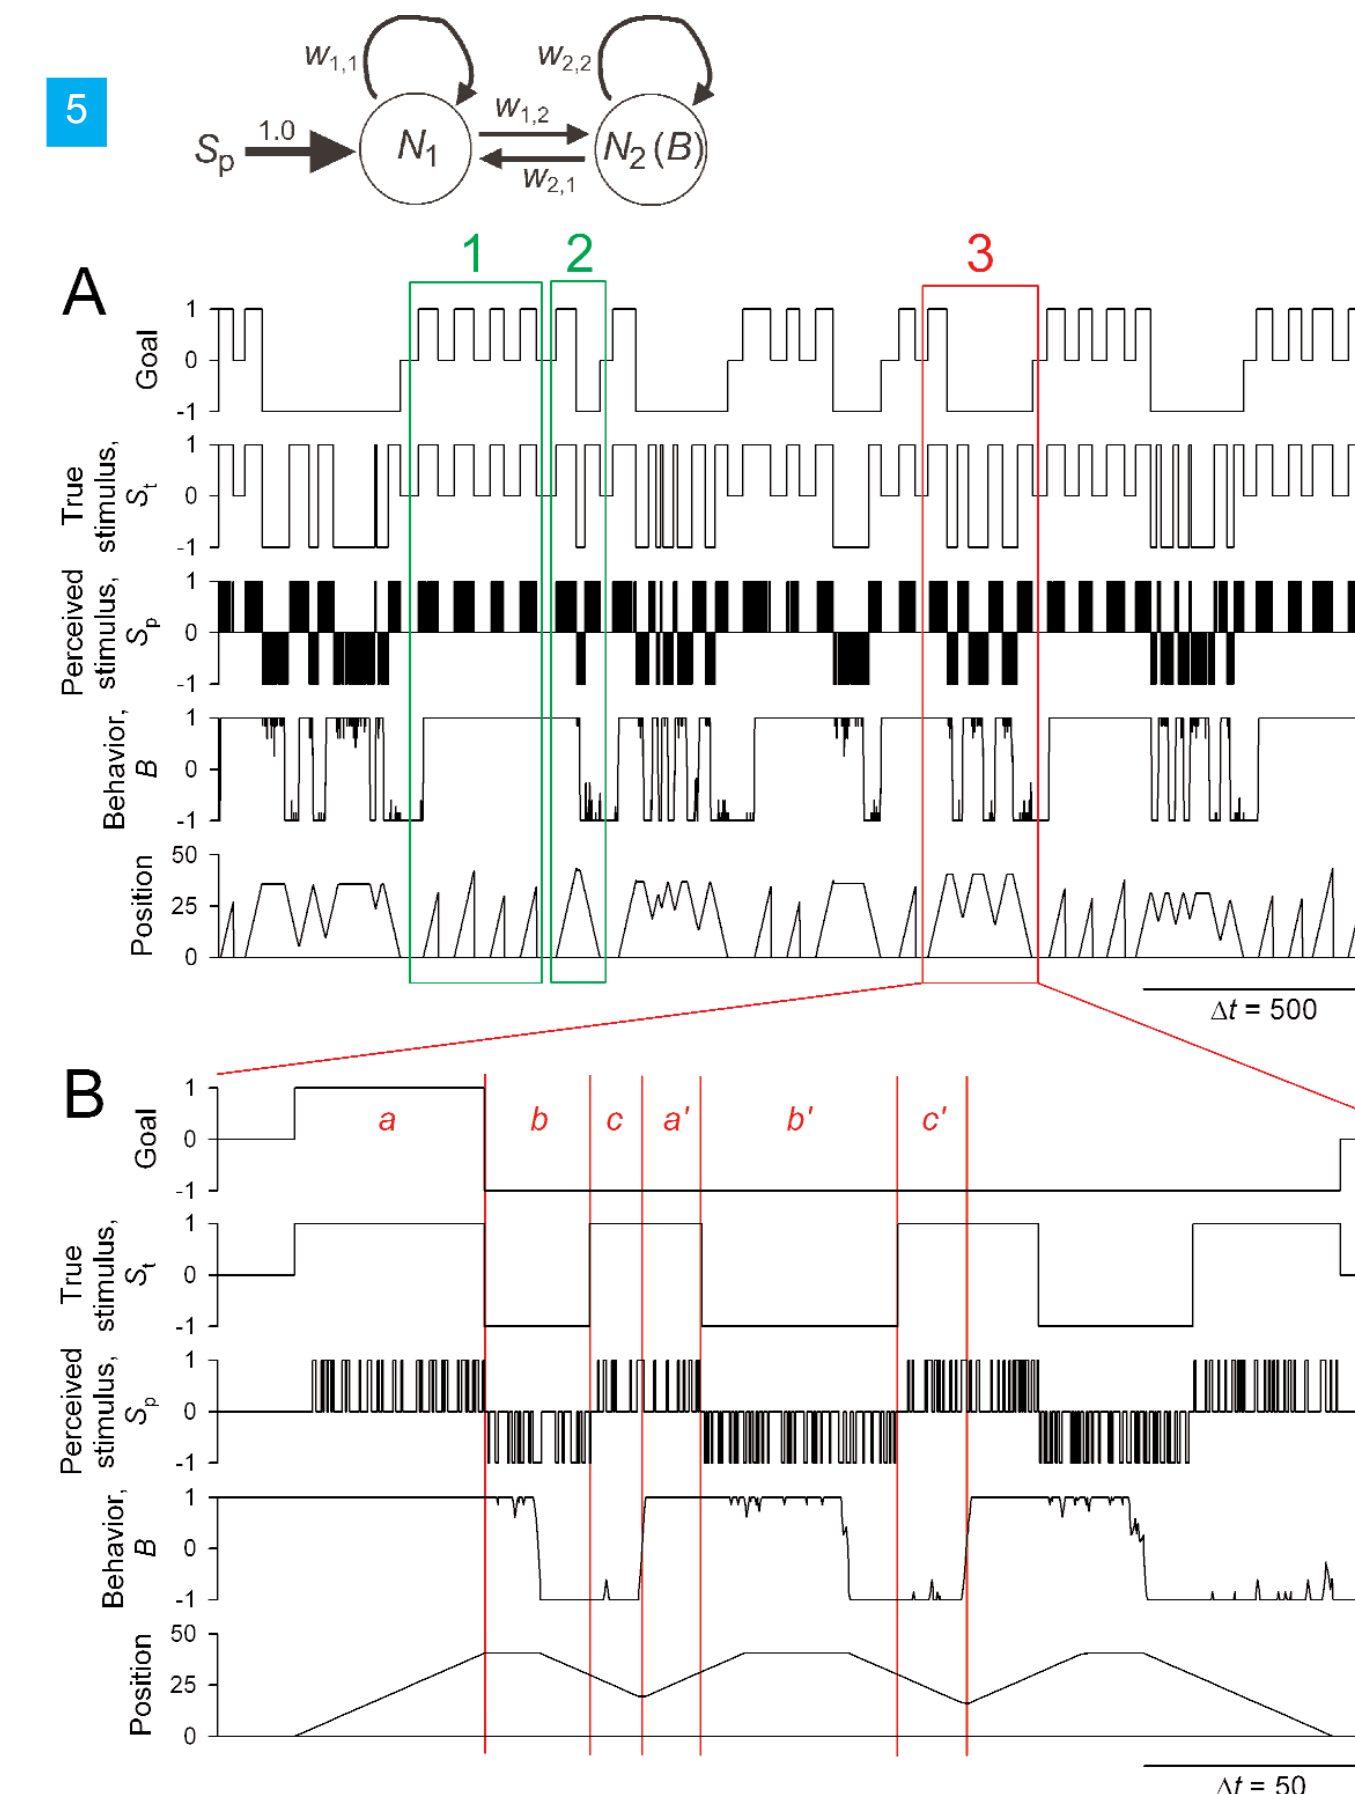 5
w1,1
w2,2
Sp
1.0
N1
w1,2
w2,1
N2 (B)
A
1
2
3
Goal
1
0
-1
True
stimulus,
St
1
0
-1
Perceived
stimulus,
Sp
1
0
-1
Behavior,
B
1
0
-1
Position
50
25
0
Δt = 500
B
Goal
1
0
-1
a
b
c
a'
b'
c'
True
stimulus,
St
1
0
-1
Perceived
stimulus,
Sp
1
0
-1
Behavior,
B
1
0
-1
Position
50
25
0
Δt = 50